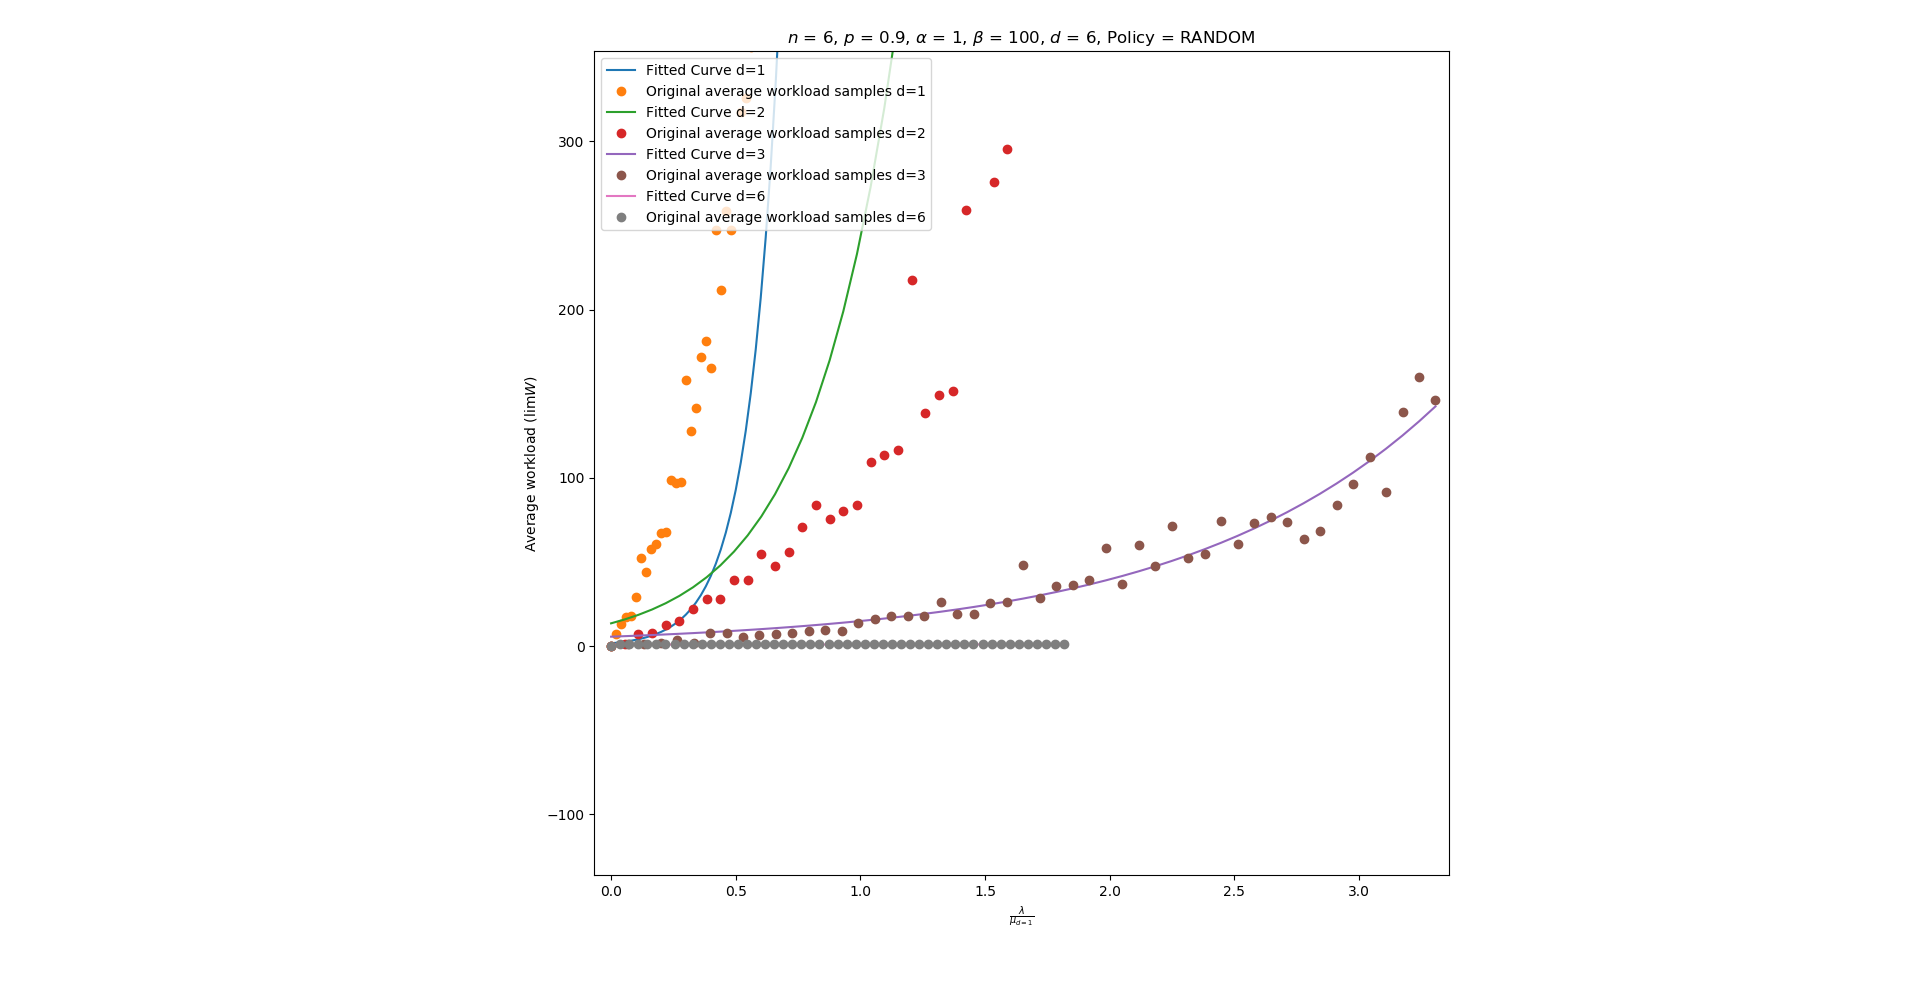 n = 6, p = 0.9, α = 1, β = 100, d = 6, Policy = RANDOM
Fitted Curve d=1
Original average workload samples d=1
Fitted Curve d=2
Original average workload samples d=2
Fitted Curve d=3
Original average workload samples d=3
Fitted Curve d=6
Original average workload samples d=6
Average workload (limW)
300
200
100
0
−100
0.0 0.5 1.0 1.5 2.0 2.5 3.0
λ
μd=1